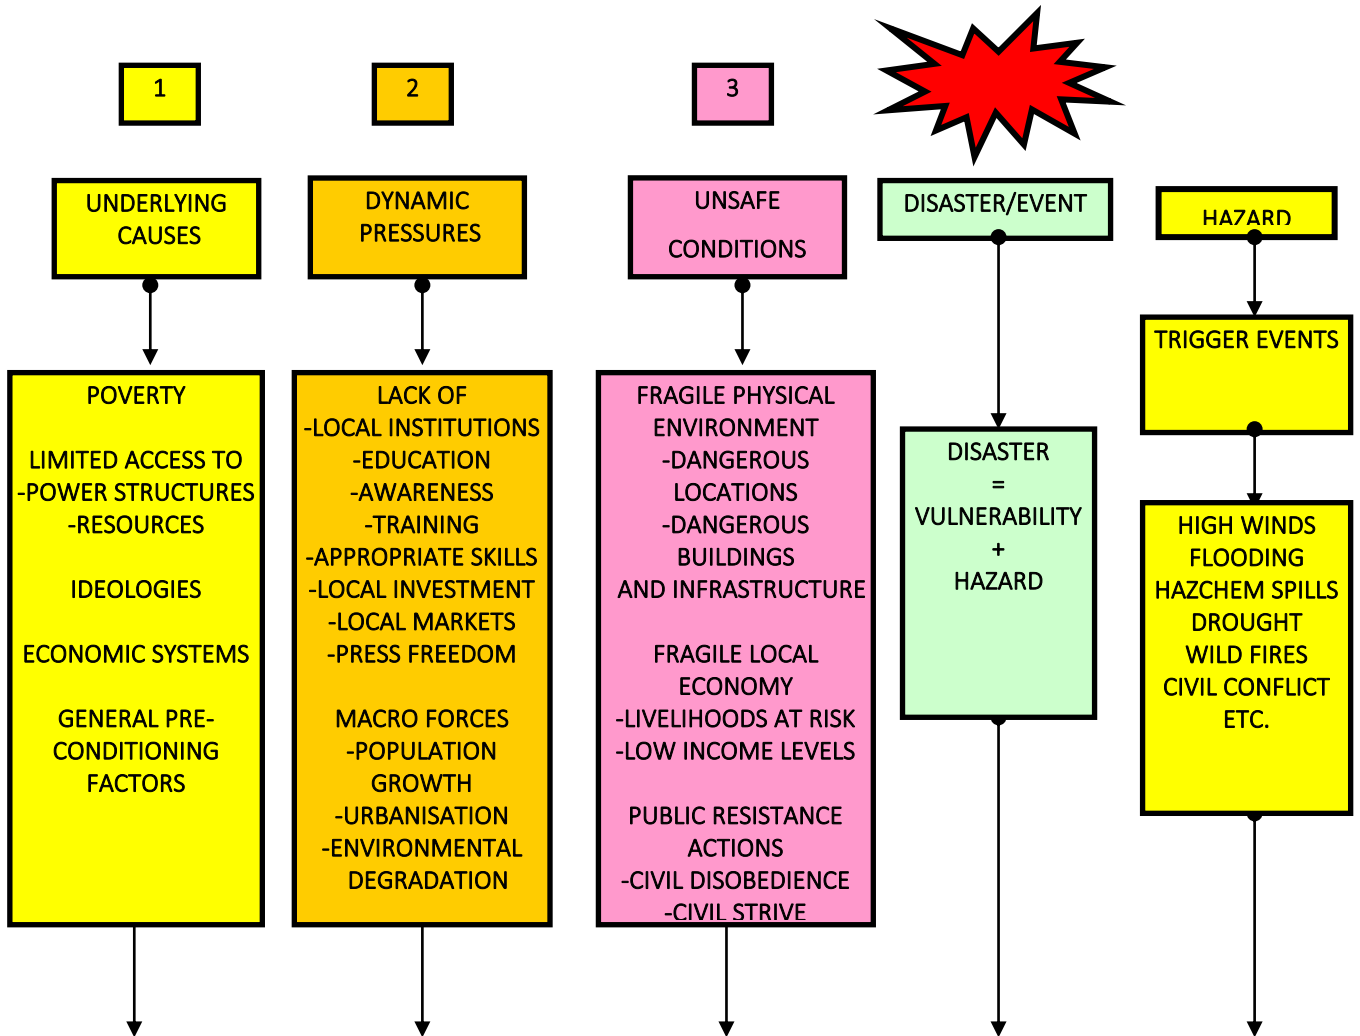 1
2
3
UNDERLYING
CAUSES
DYNAMIC
PRESSURES
UNSAFE
CONDITIONS
DISASTER/EVENT
HAZARD
TRIGGER EVENTS
POVERTY
LIMITED ACCESS TO
-POWER STRUCTURES
-RESOURCES
IDEOLOGIES
ECONOMIC SYSTEMS
GENERAL PRE-
CONDITIONING
FACTORS
LACK OF
-LOCAL INSTITUTIONS
-EDUCATION
-AWARENESS
-TRAINING
-APPROPRIATE SKILLS
-LOCAL INVESTMENT
-LOCAL MARKETS
-PRESS FREEDOM
MACRO FORCES
-POPULATION
GROWTH
-URBANISATION
-ENVIRONMENTAL
DEGRADATION
FRAGILE PHYSICAL
ENVIRONMENT
-DANGEROUS
LOCATIONS
-DANGEROUS
BUILDINGS
AND INFRASTRUCTURE
FRAGILE LOCAL
ECONOMY
-LIVELIHOODS AT RISK
-LOW INCOME LEVELS
PUBLIC RESISTANCE
ACTIONS
-CIVIL DISOBEDIENCE
-CIVIL STRIVE
DISASTER
=
VULNERABILITY
+
HAZARD
HIGH WINDS
FLOODING
HAZCHEM SPILLS
DROUGHT
WILD FIRES
CIVIL CONFLICT
ETC.